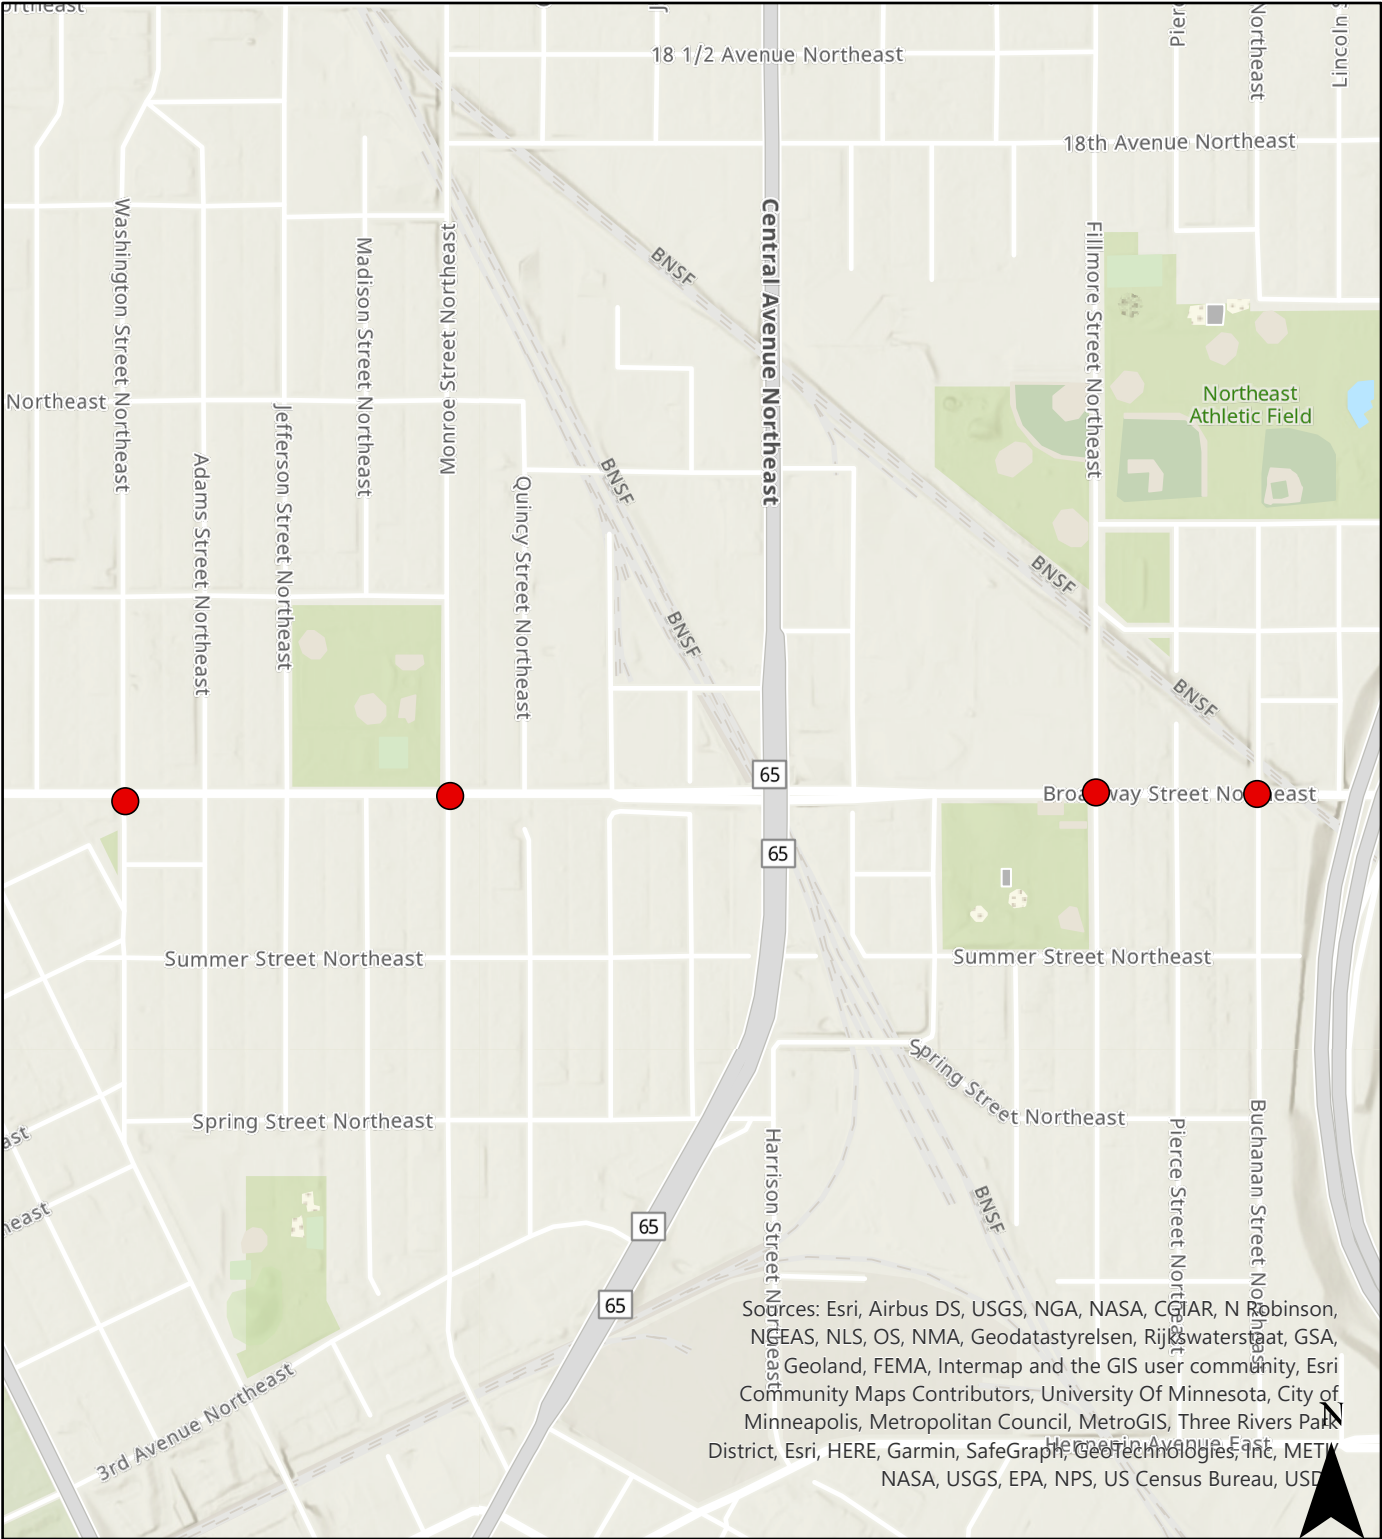 18 1/2 Avenue Northeast
Northeast
18th Avenue Northeast
Washington Street Northeast
Madison Street Northeast
Monroe Street Northeast
Central Avenue Northeast
Fillmore Street Northeast
BNSF
Northeast
Athletic Field
Northeast
Jefferson Street Northeast
Adams Street Northeast
Quincy Street Northeast
BNSF
BNSF
BNSF
BNSF
65
Broadway Street Northeast
65
Summer Street Northeast
Summer Street Northeast
Spring Street Northeast
Spring Street Northeast
Harrison Street Northeast
Pierce Street Northeast
Buchanan Street Northeast
BNSF
65
65
3rd Avenue Northeast
Hennepin Avenue East
Sources: Esri, Airbus DS, USGS, NGA, NASA, CGIAR, N Robinson,
NCEAS, NLS, OS, NMA, Geodatastyrelsen, Rijkswaterstaat, GSA,
Geoland, FEMA, Intermap and the GIS user community, Esri
Community Maps Contributors, University Of Minnesota, City of
Minneapolis, Metropolitan Council, MetroGIS, Three Rivers Park
District, Esri, HERE, Garmin, SafeGraph, GeoTechnologies, Inc, METI/
NASA, USGS, EPA, NPS, US Census Bureau,
N